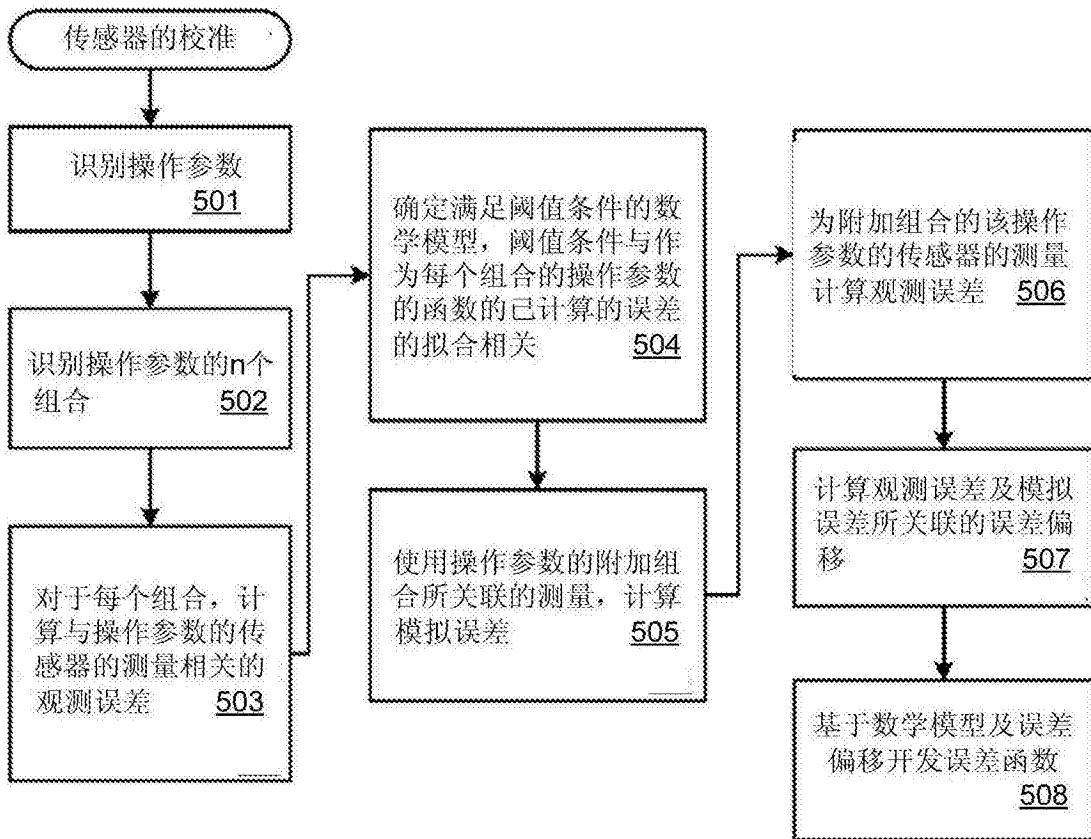 传感器的校准
识别操作参数
501
识别操作参数的n个
组合 502
对于每个组合，计
算与操作参数的传
感器的测量相关的
观测误差 503
确定满足阈值条件的数
学模型，阈值条件与作
为每个组合的操作参数
的函数的已计算的误差
的拟合相关 504
使用操作参数的附加组
合所关联的测量，计算
模拟误差 505
为附加组合的该操作
参数的传感器的测量
计算观测误差 506
计算观测误差及模拟
误差所关联的误差偏
移 507
基于数学模型及误差
偏移开发误差函数
508